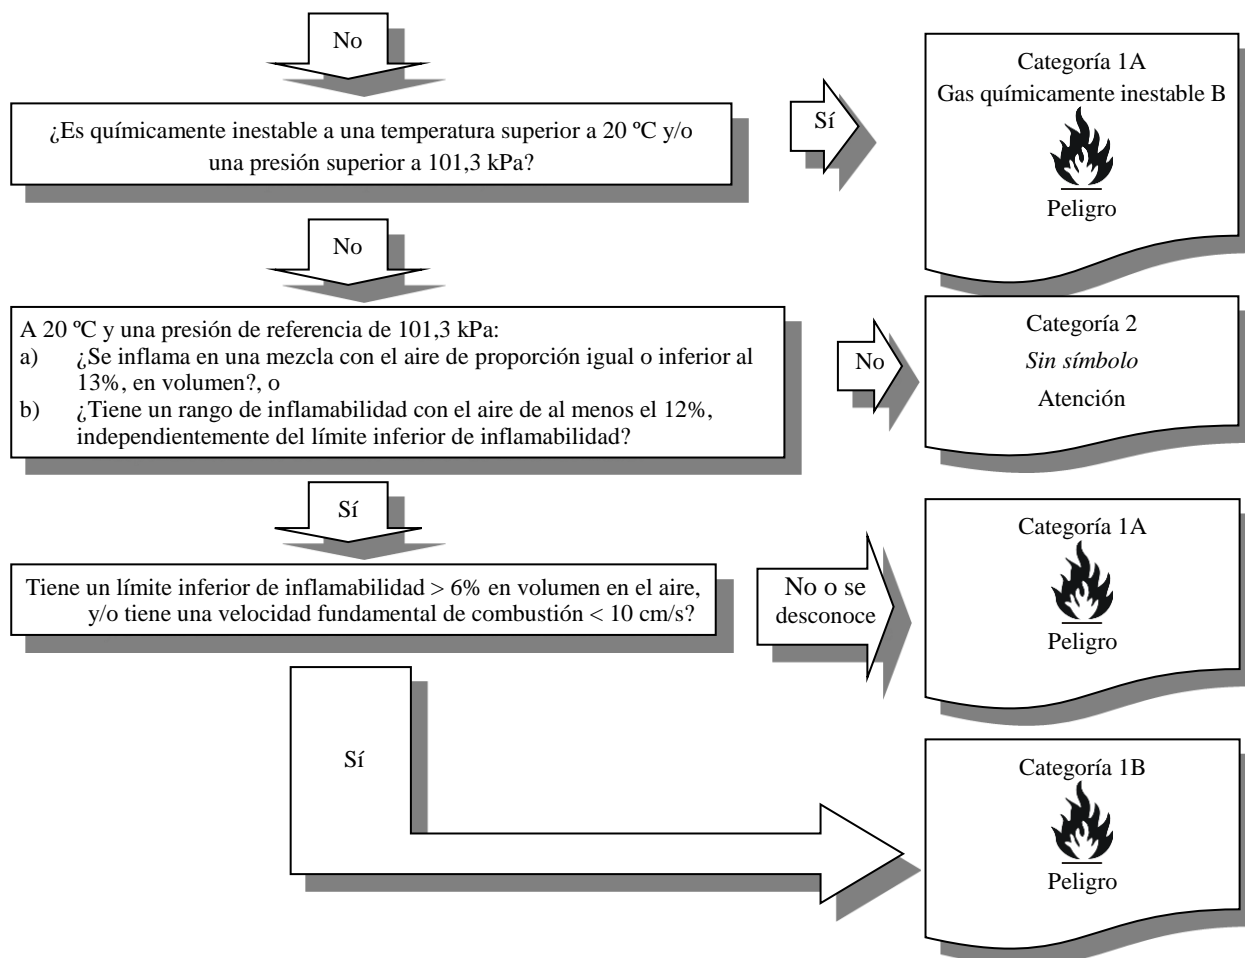 No
¿Es químicamente inestable a una temperatura superior a 20 ºC y/o
una presión superior a 101,3 kPa?
Sí
Categoría 1A
Gas químicamente inestable B
Peligro
No
A 20 ºC y una presión de referencia de 101,3 kPa:
a) ¿Se inflama en una mezcla con el aire de proporción igual o inferior al
13%, en volumen?, o
b) ¿Tiene un rango de inflamabilidad con el aire de al menos el 12%,
independientemente del límite inferior de inflamabilidad?
No
Categoría 2
Sin símbolo
Atención
Sí
Tiene un límite inferior de inflamabilidad > 6% en volumen en el aire,
y/o tiene una velocidad fundamental de combustión < 10 cm/s?
No o se
desconoce
Categoría 1A
Peligro
Sí
Categoría 1B
Peligro